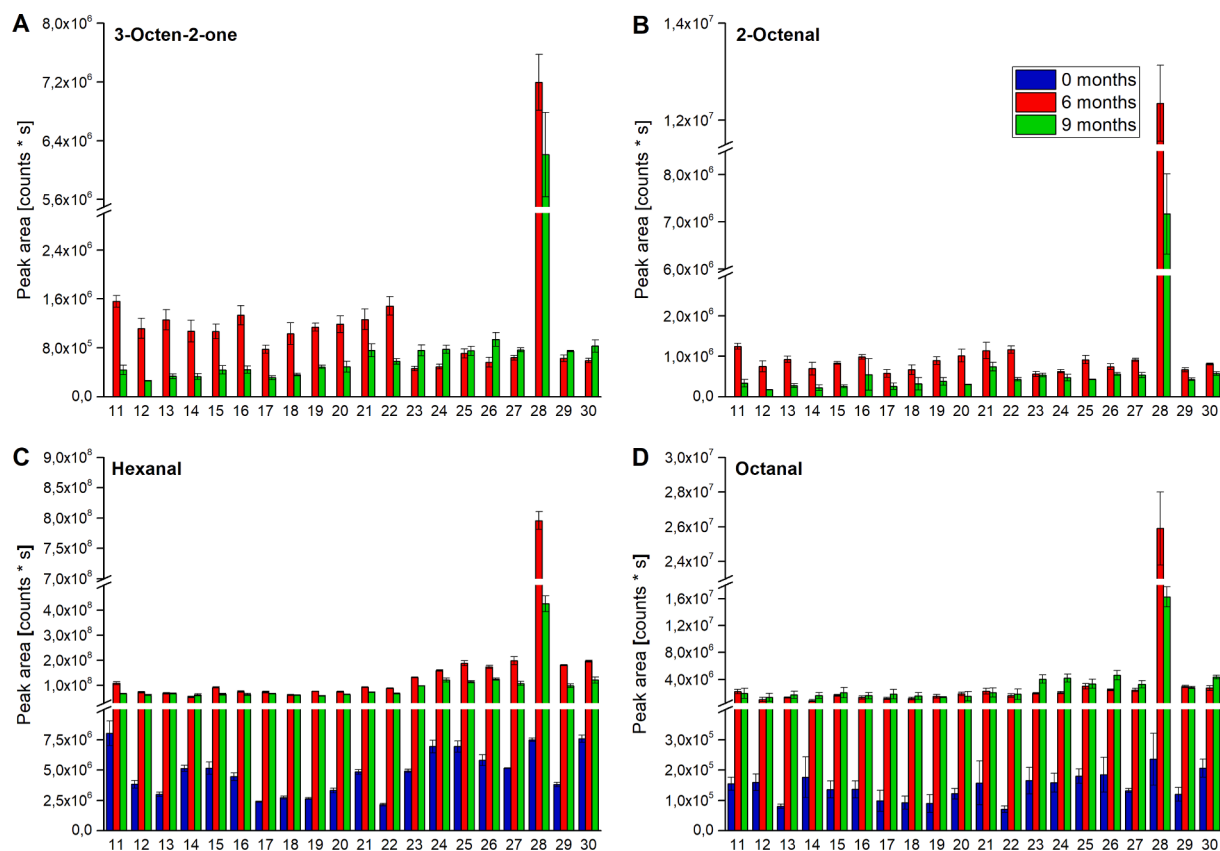 A
3-Octen-2-one
Peak area [counts * s]
8,0x10⁶
7,2x10⁶
6,4x10⁶
5,6x10⁶
2,4x10⁶
1,6x10⁶
8,0x10⁵
0,0
11 12 13 14 15 16 17 18 19 20 21 22 23 24 25 26 27 28 29 30
B
2-Octenal
0 months
6 months
9 months
Peak area [counts * s]
1,4x10⁷
1,2x10⁷
8,0x10⁶
7,0x10⁶
6,0x10⁶
2,0x10⁶
1,0x10⁶
0,0
11 12 13 14 15 16 17 18 19 20 21 22 23 24 25 26 27 28 29 30
C
Hexanal
Peak area [counts * s]
9,0x10⁸
8,0x10⁸
7,0x10⁸
4,0x10⁸
3,0x10⁸
2,0x10⁸
1,0x10⁸
7,5x10⁶
5,0x10⁶
2,5x10⁶
0,0
11 12 13 14 15 16 17 18 19 20 21 22 23 24 25 26 27 28 29 30
D
Octanal
Peak area [counts * s]
3,0x10⁷
2,8x10⁷
2,6x10⁷
2,4x10⁷
1,6x10⁷
1,2x10⁷
8,0x10⁶
4,0x10⁶
3,0x10⁵
2,0x10⁵
1,0x10⁵
0,0
11 12 13 14 15 16 17 18 19 20 21 22 23 24 25 26 27 28 29 30